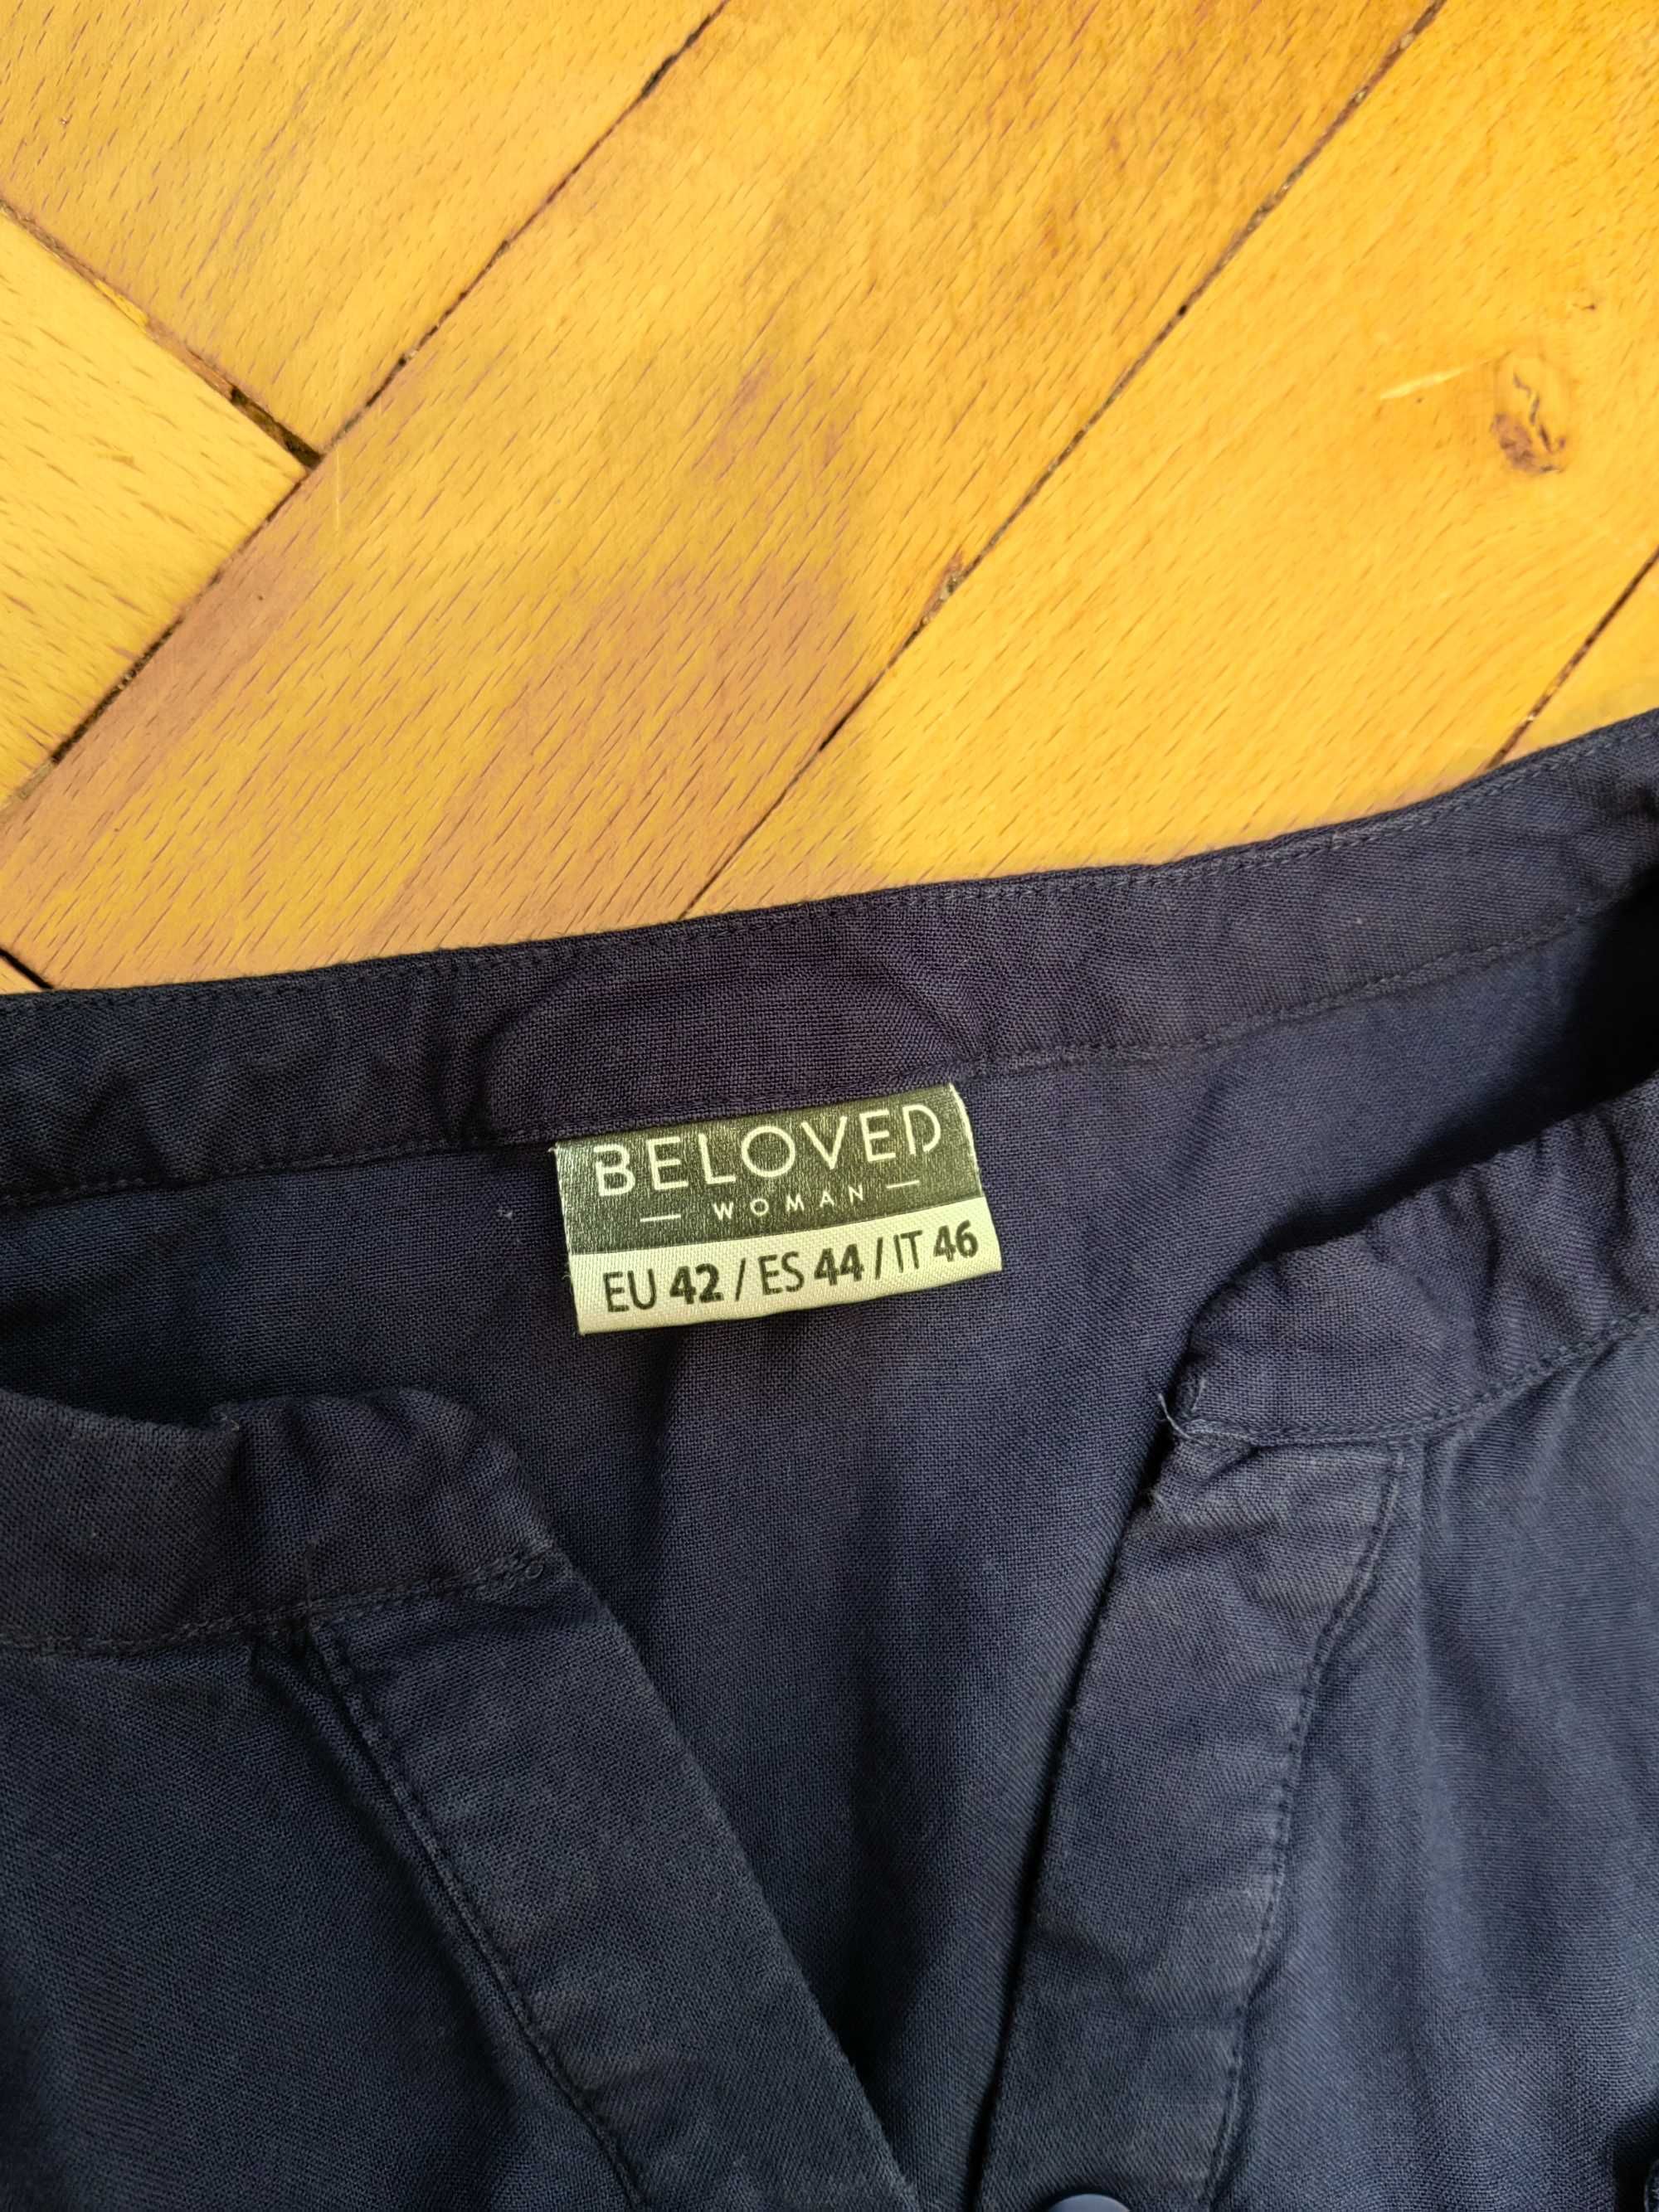 BELOVED
— WOMAN —
EU 42 / ES 44 / IT 46